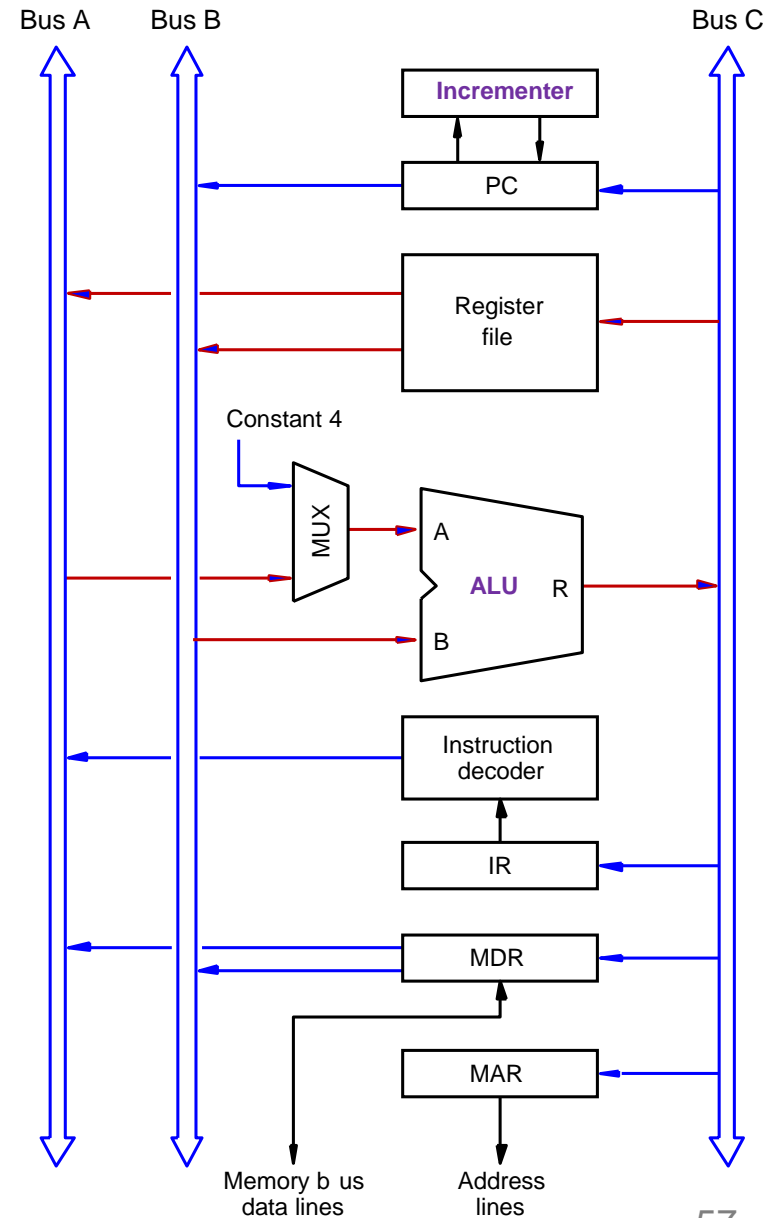 Bus A
Bus B
Bus C
Incrementer
PC
Register
file
Constant 4
MUX
A
ALU
R
B
Instruction
decoder
IR
MDR
MAR
Memory b us
data lines
Address
lines
57